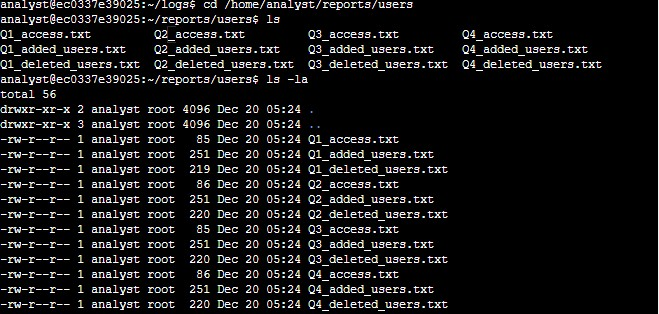 analyst@ec0337e39025:~/logs$ cd /home/analyst/reports/users
analyst@ec0337e39025:~/reports/users$ ls
Q1_access.txt        Q2_access.txt        Q3_access.txt        Q4_access.txt
Q1_added_users.txt   Q2_added_users.txt   Q3_added_users.txt   Q4_added_users.txt
Q1_deleted_users.txt Q2_deleted_users.txt Q3_deleted_users.txt Q4_deleted_users.txt
analyst@ec0337e39025:~/reports/users$ ls -la
total 56
drwxr-xr-x 2 analyst root 4096 Dec 20 05:24 .
drwxr-xr-x 3 analyst root 4096 Dec 20 05:24 ..
-rw-r--r-- 1 analyst root   85 Dec 20 05:24 Q1_access.txt
-rw-r--r-- 1 analyst root  251 Dec 20 05:24 Q1_added_users.txt
-rw-r--r-- 1 analyst root  219 Dec 20 05:24 Q1_deleted_users.txt
-rw-r--r-- 1 analyst root   86 Dec 20 05:24 Q2_access.txt
-rw-r--r-- 1 analyst root  251 Dec 20 05:24 Q2_added_users.txt
-rw-r--r-- 1 analyst root  220 Dec 20 05:24 Q2_deleted_users.txt
-rw-r--r-- 1 analyst root   85 Dec 20 05:24 Q3_access.txt
-rw-r--r-- 1 analyst root  251 Dec 20 05:24 Q3_added_users.txt
-rw-r--r-- 1 analyst root  220 Dec 20 05:24 Q3_deleted_users.txt
-rw-r--r-- 1 analyst root   86 Dec 20 05:24 Q4_access.txt
-rw-r--r-- 1 analyst root  251 Dec 20 05:24 Q4_added_users.txt
-rw-r--r-- 1 analyst root  220 Dec 20 05:24 Q4_deleted_users.txt